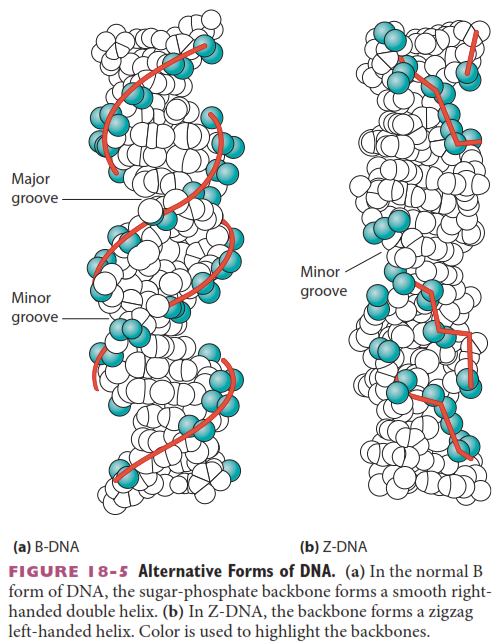 Major
groove
Minor
groove
Minor
groove
(a) B-DNA
(b) Z-DNA
FIGURE 18-5 Alternative Forms of DNA. (a) In the normal B
form of DNA, the sugar-phosphate backbone forms a smooth right-
handed double helix. (b) In Z-DNA, the backbone forms a zigzag
left-handed helix. Color is used to highlight the backbones.